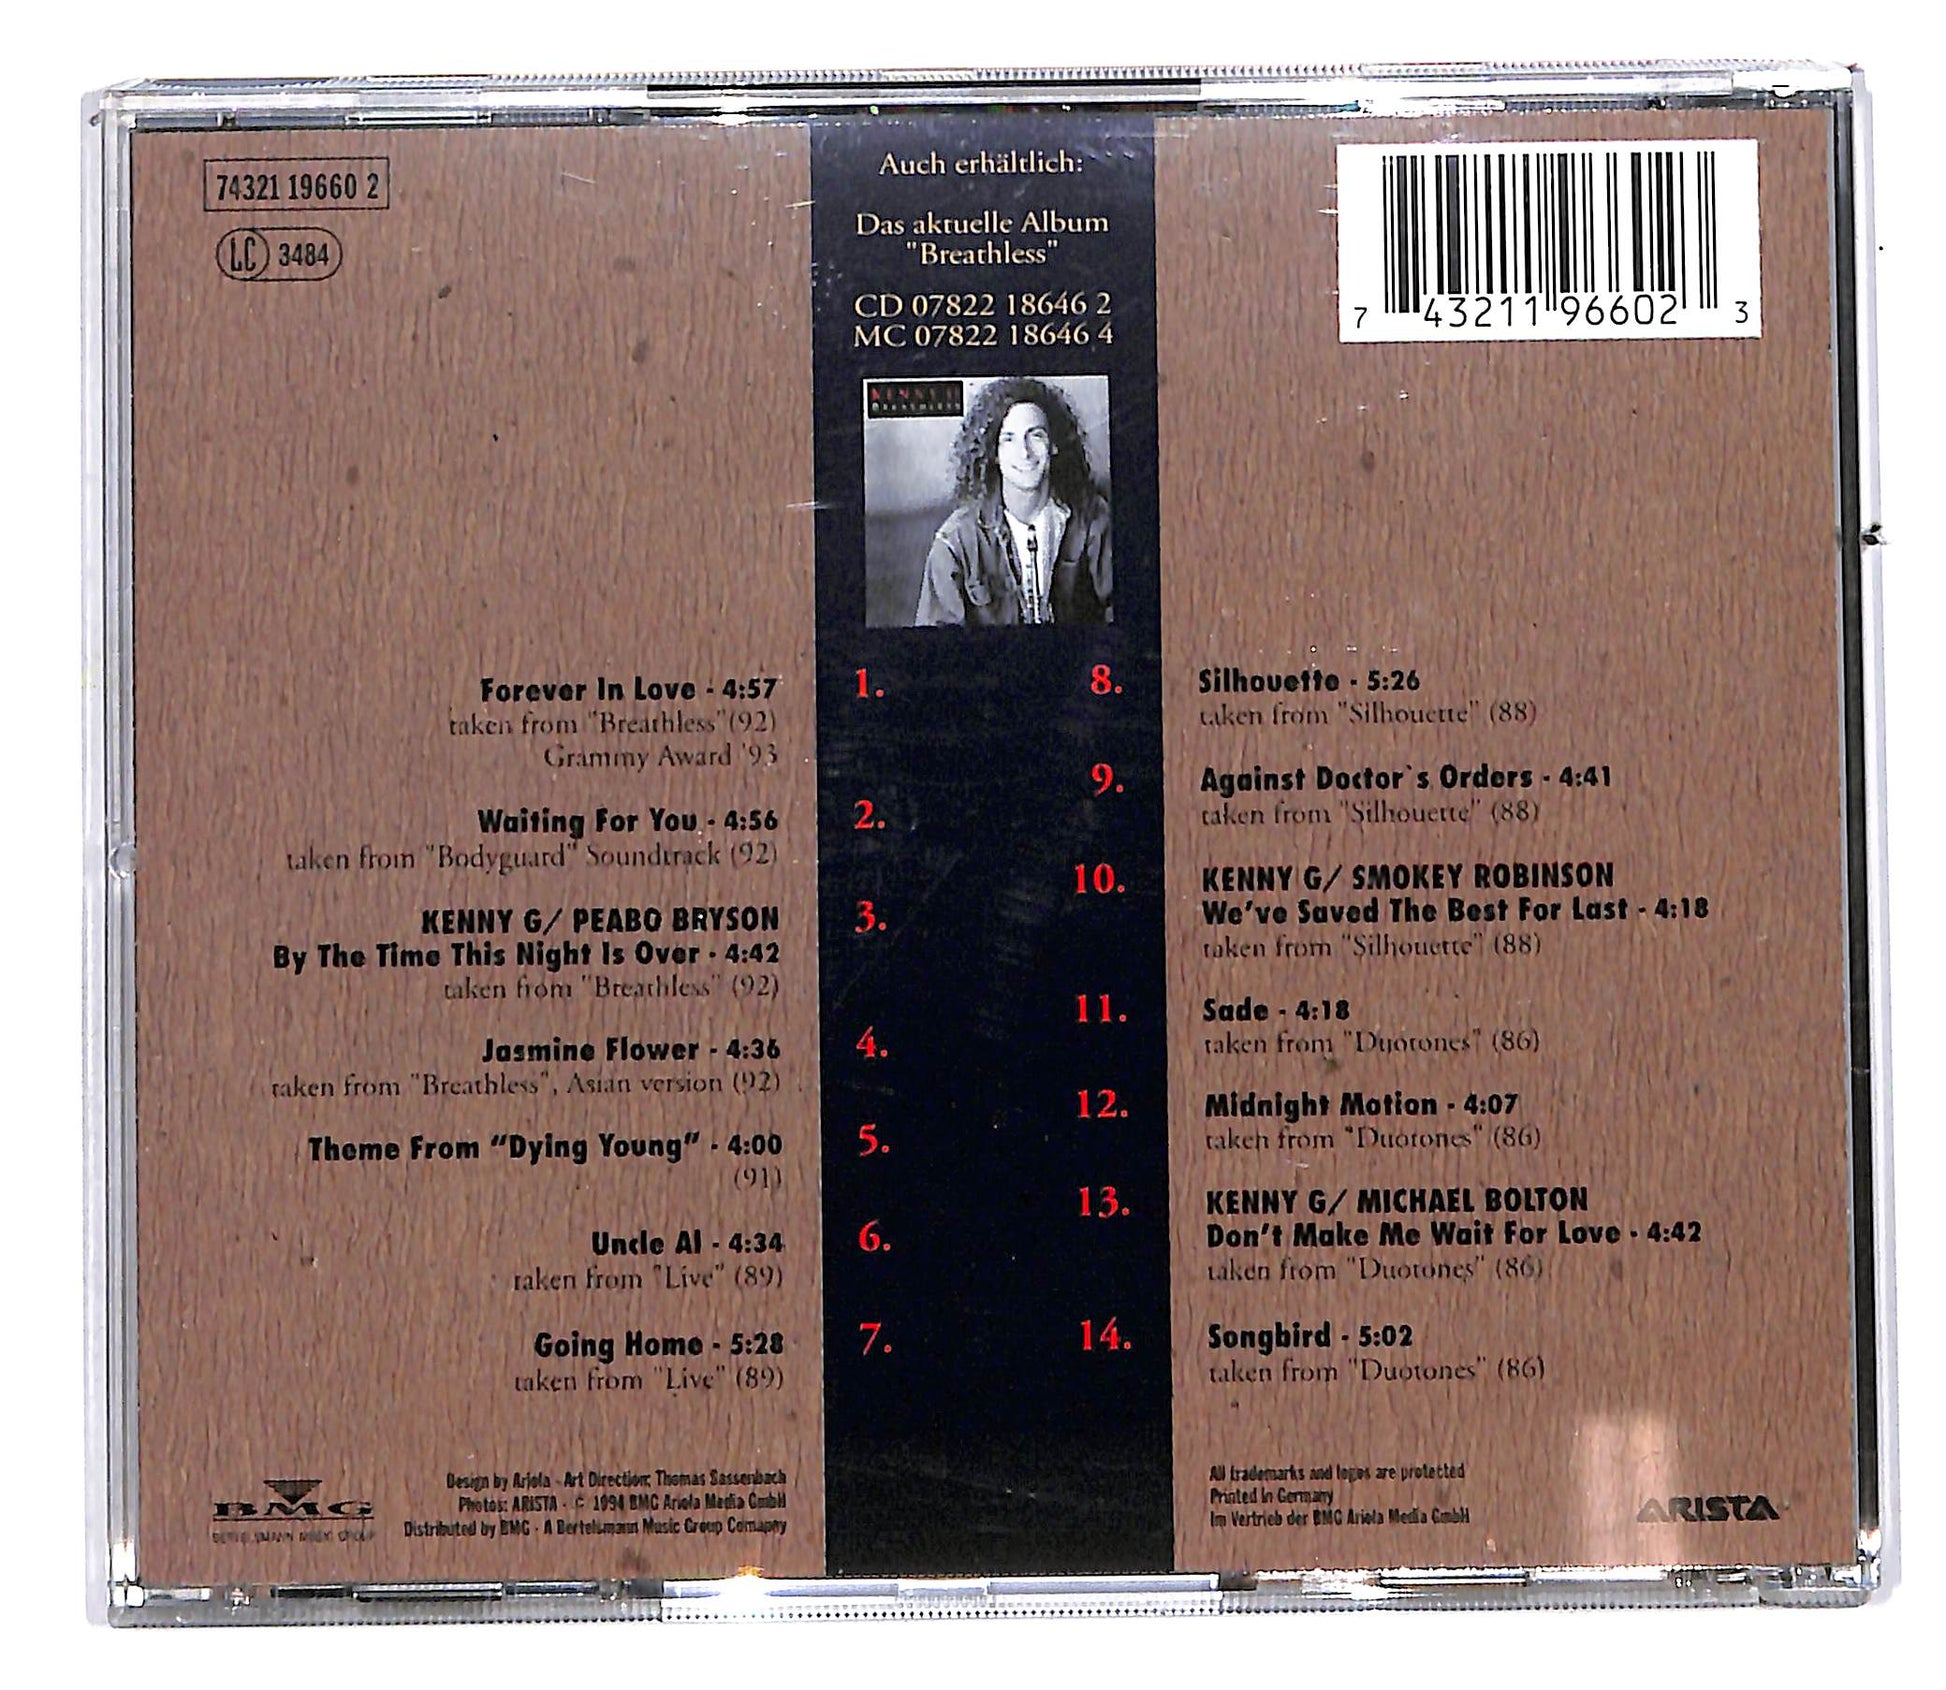 74321 19660 2
LC 3484
Auch erhältlich:
Das aktuelle Album
"Breathless"
CD 07822 18646 2
MC 07822 18646 4
KENNY G
BREATHLESS
7 43211 96602 3
1.
Forever In Love - 4:57
taken from "Breathless"(92)
Grammy Award '93
2.
Waiting For You - 4:56
taken from "Bodyguard" Soundtrack (92)
3.
KENNY G/ PEABO BRYSON
By The Time This Night Is Over - 4:42
taken from "Breathless" (92)
4.
Jasmine Flower - 4:36
taken from "Breathless", Asian version (92)
5.
Theme From "Dying Young" - 4:00
(91)
6.
Uncle Al - 4:34
taken from "Live" (89)
7.
Going Home - 5:28
taken from "Live" (89)
8.
Silhouette - 5:26
taken from "Silhouette" (88)
9.
Against Doctor`s Orders - 4:41
taken from "Silhouette" (88)
10.
KENNY G/ SMOKEY ROBINSON
We've Saved The Best For Last - 4:18
taken from "Silhouette" (88)
11.
Sade - 4:18
taken from "Duotones" (86)
12.
Midnight Motion - 4:07
taken from "Duotones" (86)
13.
KENNY G/ MICHAEL BOLTON
Don't Make Me Wait For Love - 4:42
taken from "Duotones" (86)
14.
Songbird - 5:02
taken from "Duotones" (86)
BMG
BERTELSMANN MUSIC GROUP
Design by Ariola - Art Direction: Thomas Sassenbach
Photos: ARISTA - © 1994 BMG Ariola Media GmbH
Distributed by BMG - A Bertelsmann Music Group Comapny
All trademarks and logos are protected
Printed in Germany
Im Vertrieb der BMG Ariola Media GmbH
ARISTA